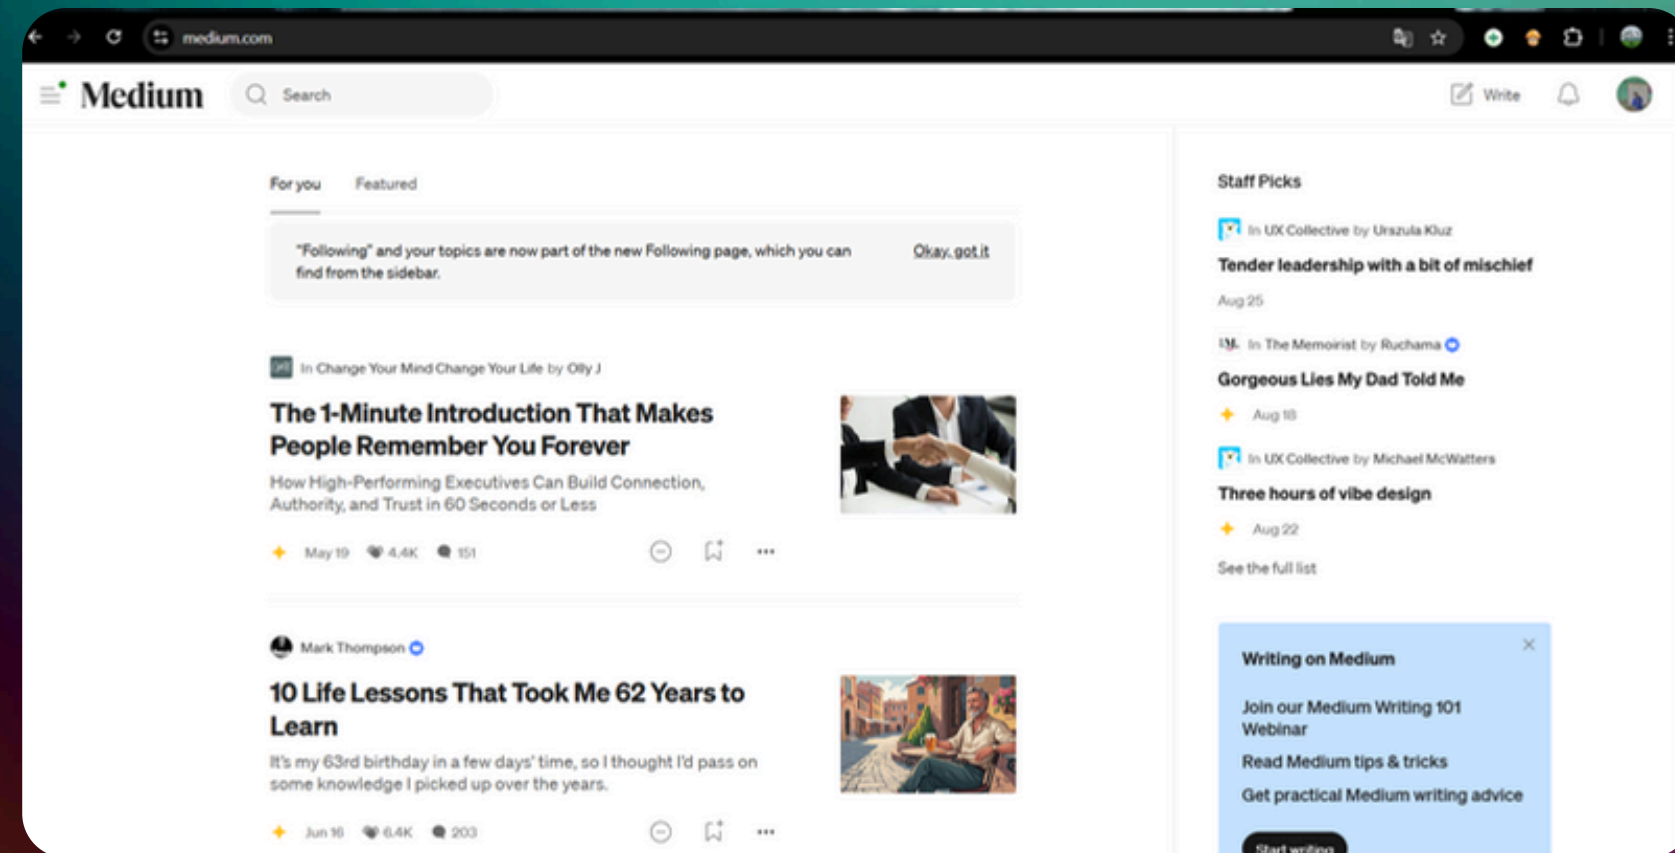 medium.com
Medium
Search
Write
For you
Featured
"Following" and your topics are now part of the new Following page, which you can
find from the sidebar.
Okay, got it
In Change Your Mind Change Your Life by Olly J
The 1-Minute Introduction That Makes
People Remember You Forever
How High-Performing Executives Can Build Connection,
Authority, and Trust in 60 Seconds or Less
May 19
4.4K
151
Mark Thompson
10 Life Lessons That Took Me 62 Years to
Learn
It's my 63rd birthday in a few days' time, so I thought I'd pass on
some knowledge I picked up over the years.
Jun 16
6.4K
203
Staff Picks
In UX Collective by Urszula Kluz
Tender leadership with a bit of mischief
Aug 25
In The Memoirist by Ruchama
Gorgeous Lies My Dad Told Me
Aug 18
In UX Collective by Michael McWatters
Three hours of vibe design
Aug 22
See the full list
Writing on Medium
Join our Medium Writing 101
Webinar
Read Medium tips & tricks
Get practical Medium writing advice
Start writing